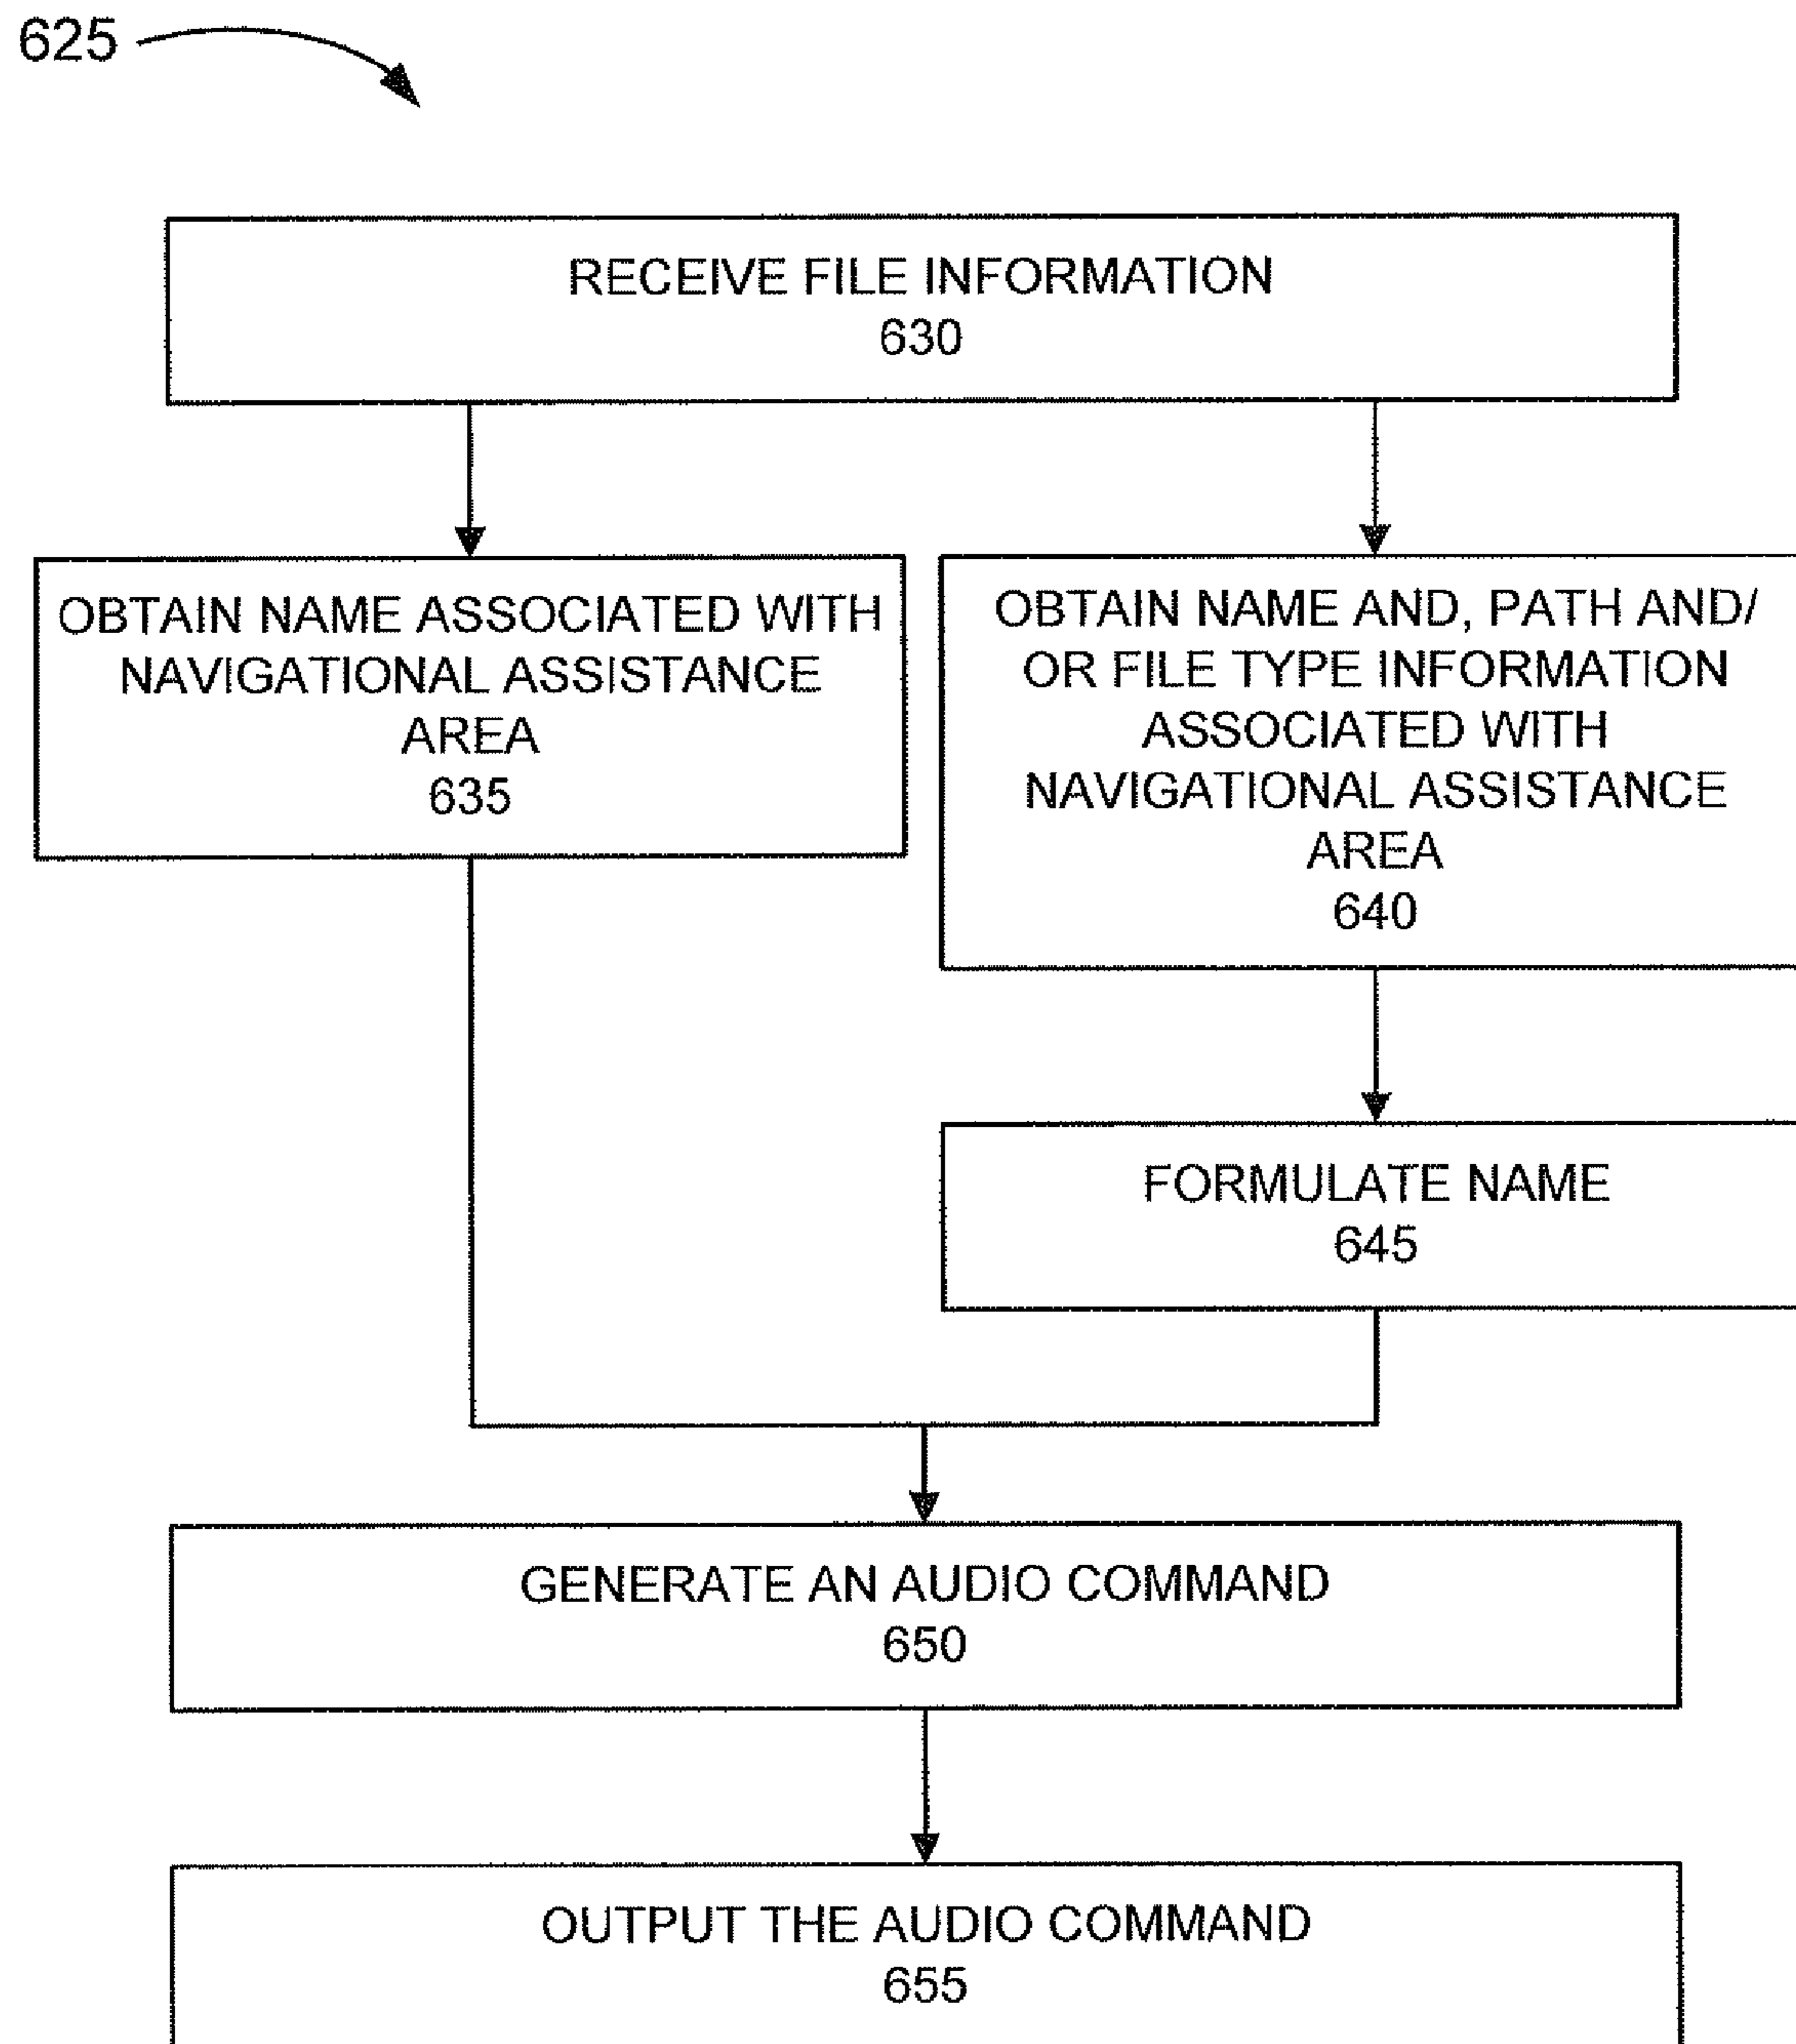 625
RECEIVE FILE INFORMATION
630
OBTAIN NAME ASSOCIATED WITH
NAVIGATIONAL ASSISTANCE
AREA
635
OBTAIN NAME AND, PATH AND/
OR FILE TYPE INFORMATION
ASSOCIATED WITH
NAVIGATIONAL ASSISTANCE
AREA
640
FORMULATE NAME
645
GENERATE AN AUDIO COMMAND
650
OUTPUT THE AUDIO COMMAND
655